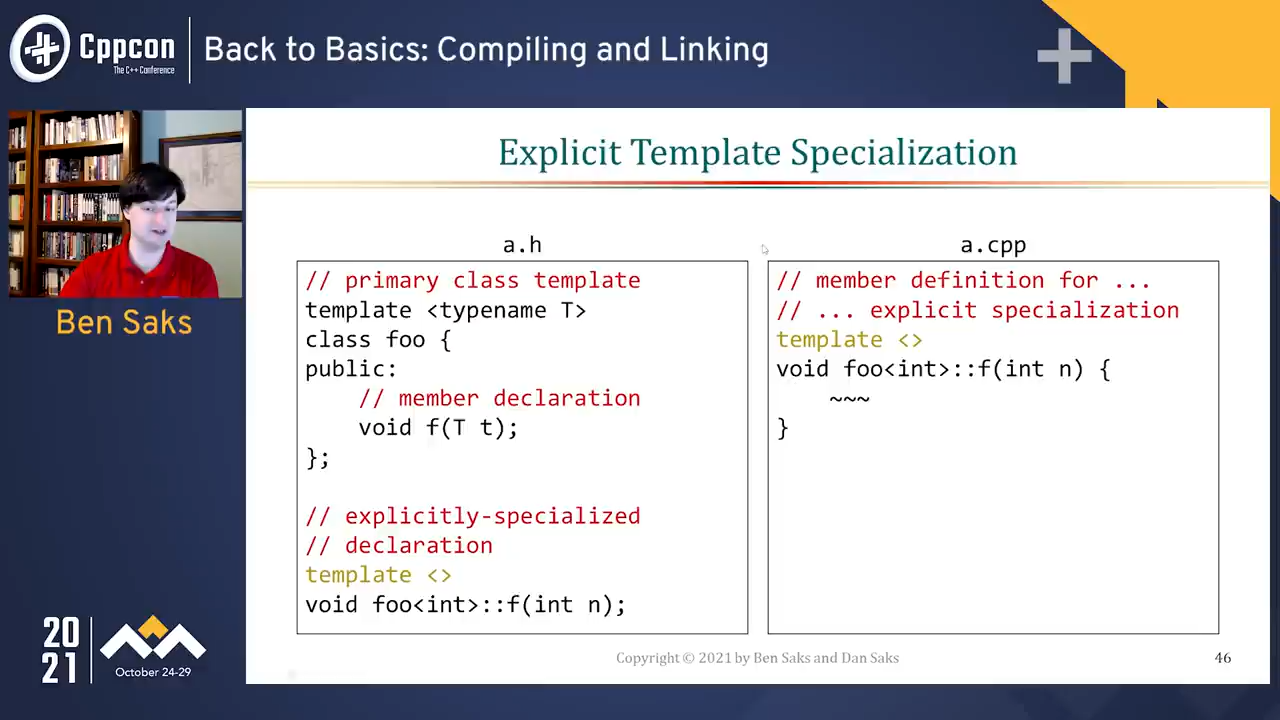 Cppcon
The C++ Conference
Back to Basics: Compiling and Linking
Ben Saks
Explicit Template Specialization
a.h
// primary class template
template <typename T>
class foo {
public:
    // member declaration
    void f(T t);
};
// explicitly-specialized
// declaration
template <>
void foo<int>::f(int n);
a.cpp
// member definition for ...
// ... explicit specialization
template <>
void foo<int>::f(int n) {
    ~~~
}
Copyright © 2021 by Ben Saks and Dan Saks
46
20
21
October 24-29